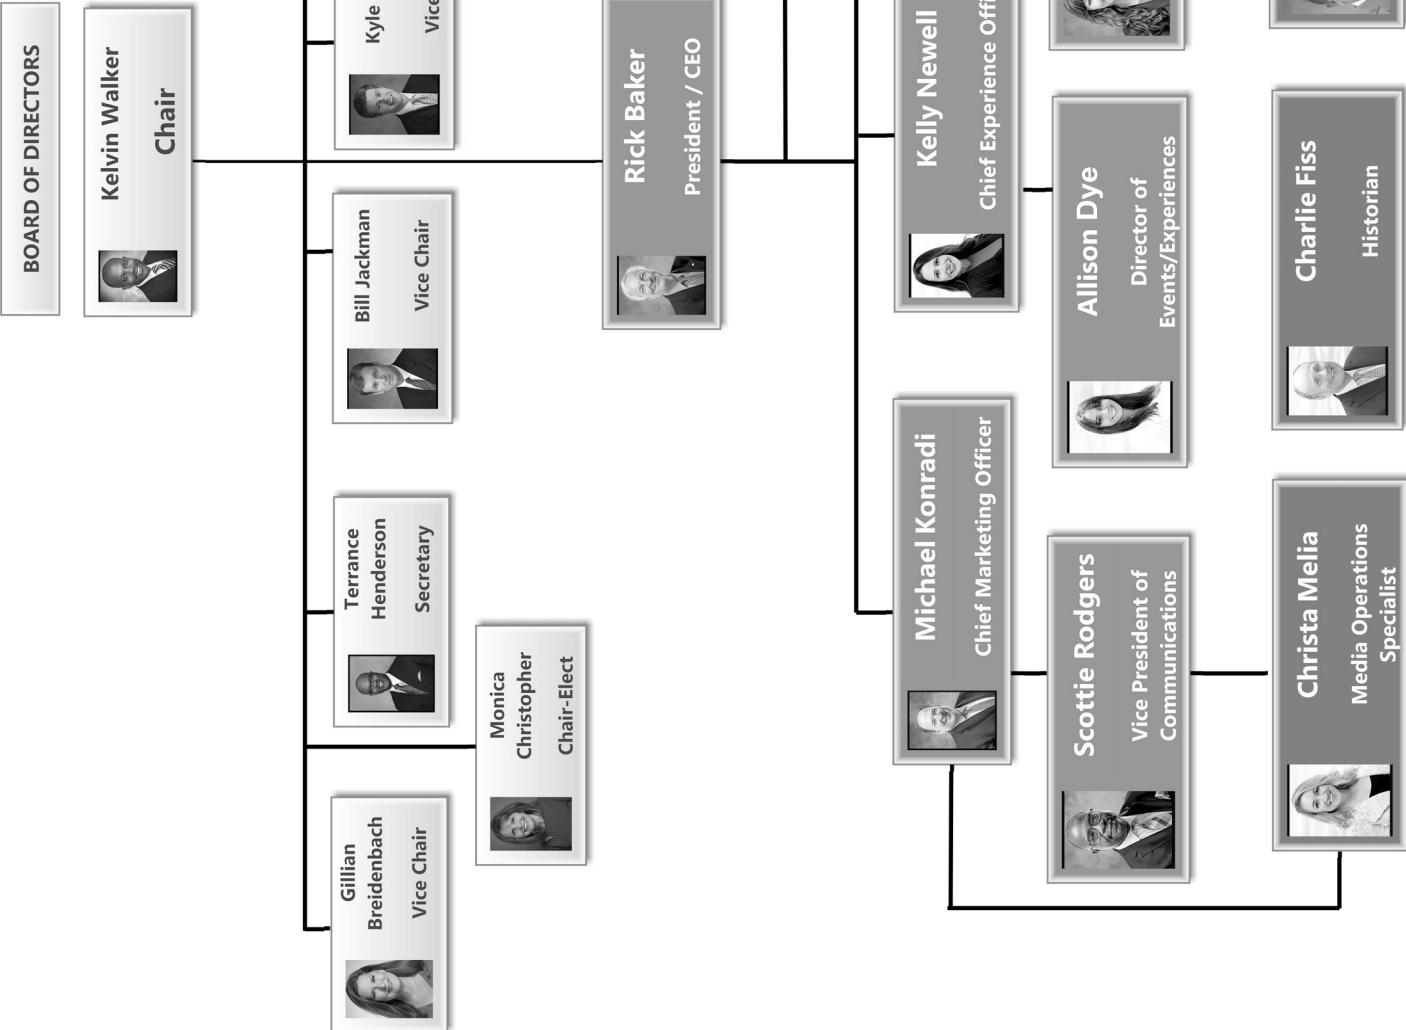 BOARD OF DIRECTORS
Kelvin Walker
Chair
Gillian
Breidenbach
Vice Chair
Terrance
Henderson
Secretary
Bill Jackman
Vice Chair
Kyle
Vice
Monica
Christopher
Chair-Elect
Rick Baker
President / CEO
Michael Konradi
Chief Marketing Officer
Kelly Newell
Chief Experience Offi
Scottie Rodgers
Vice President of
Communications
Allison Dye
Director of
Events/Experiences
Christa Melia
Media Operations
Specialist
Charlie Fiss
Historian